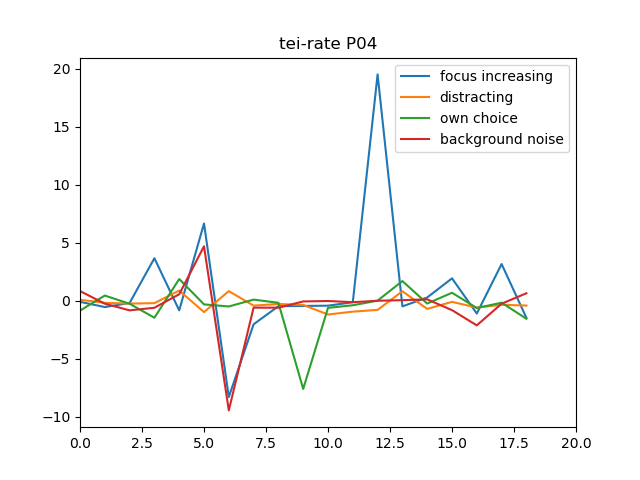 tei-rate P04
20
15
10
5
0
−5
−10
focus increasing
distracting
own choice
background noise
0.0 2.5 5.0 7.5 10.0 12.5 15.0 17.5 20.0